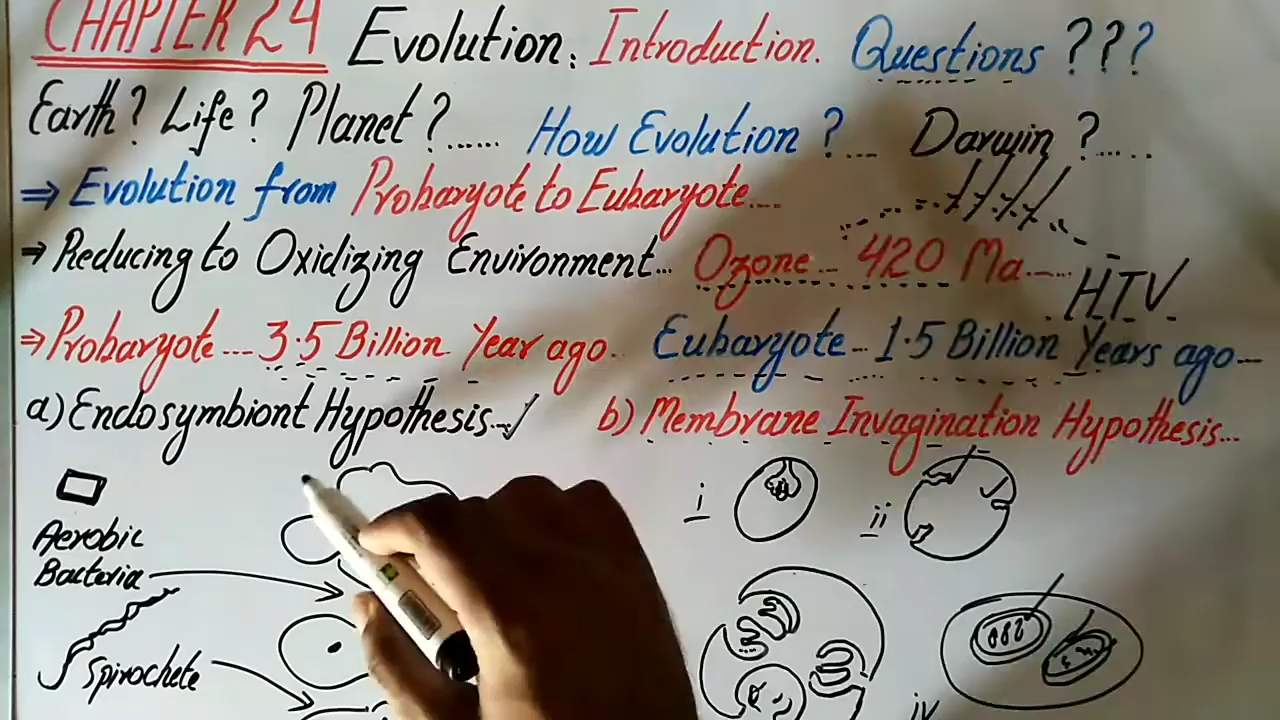 CHAPTER 24 Evolution: Introduction. Questions ???
Earth? Life? Planet?...... How Evolution?... Darwin?.....
⇒ Evolution from Prokaryote to Eukaryote....
⇒ Reducing to Oxidizing Environment... Ozone... 420 Ma.....
HTV
⇒ Prokaryote.... 3.5 Billion Year ago. Eukaryote.. 1.5 Billion Years ago...
a) Endosymbiont Hypothesis... ✓ b) Membrane Invagination Hypothesis...
i ii
Aerobic
Bacteria
Spirochete
iv